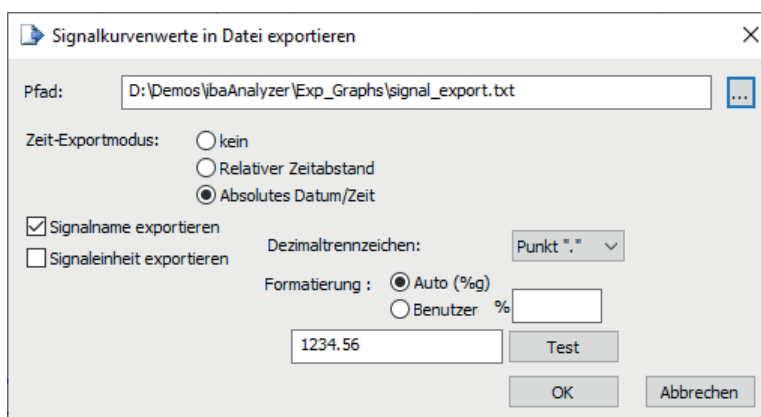 Signalkurvenwerte in Datei exportieren
Pfad: D:\Demos\ibaAnalyzer\Exp_Graphs\signal_export.txt ...
Zeit-Exportmodus: kein
Relativer Zeitabstand
Absolutes Datum/Zeit
Signalname exportieren
Dezimaltrennzeichen: Punkt "."
Signaleinheit exportieren
Formatierung : Auto (%g)
Benutzer %
1234.56 Test
OK Abbrechen